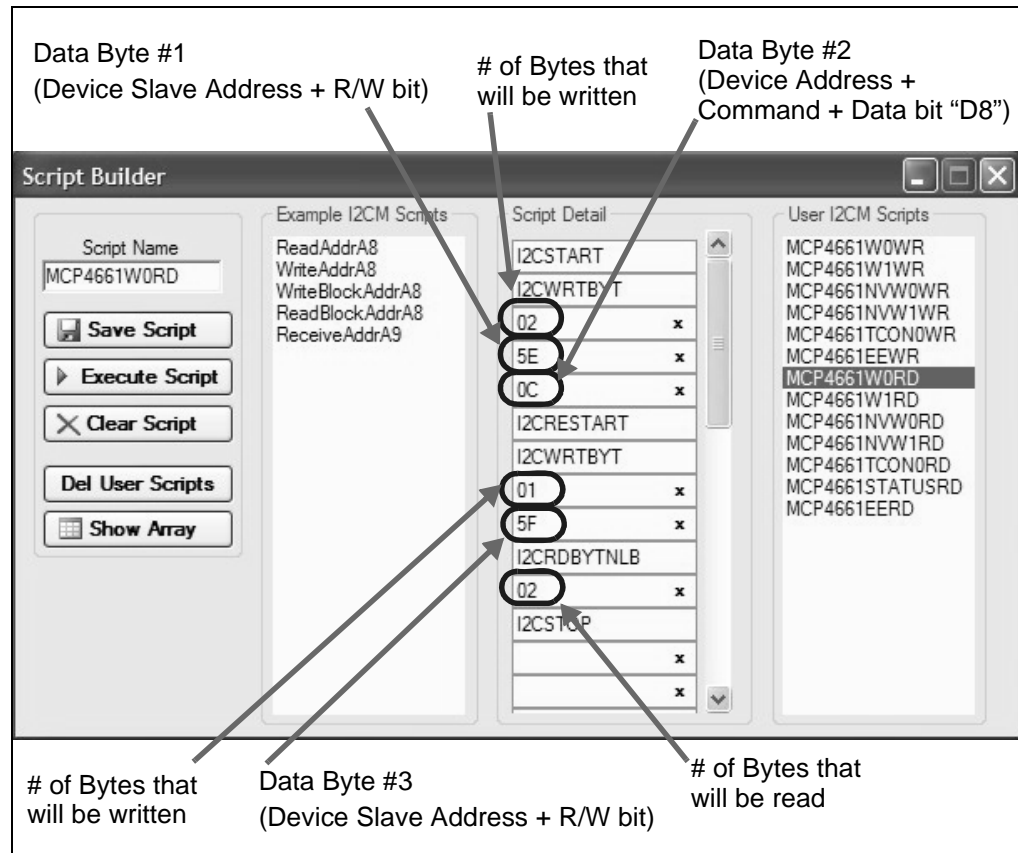 Data Byte #1
(Device Slave Address + R/W bit)
# of Bytes that
will be written
Data Byte #2
(Device Address +
Command + Data bit “D8”)
Script Builder
Script Name
MCP4661W0RD
Save Script
Execute Script
Clear Script
Del User Scripts
Show Array
Example I2CM Scripts
ReadAddrA8
WriteAddrA8
WriteBlockAddrA8
ReadBlockAddrA8
ReceiveAddrA9
Script Detail
I2CSTART
I2CWRTBYT
02 x
5E x
0C x
I2CRESTART
I2CWRTBYT
01 x
5F x
I2CRDBYTNLB
02 x
I2CSTOP
x
x
User I2CM Scripts
MCP4661W0WR
MCP4661W1WR
MCP4661NVW0WR
MCP4661NVW1WR
MCP4661TCON0WR
MCP4661EEWR
MCP4661W0RD
MCP4661W1RD
MCP4661NVW0RD
MCP4661NVW1RD
MCP4661TCON0RD
MCP4661STATUSRD
MCP4661EERD
# of Bytes that
will be written
Data Byte #3
(Device Slave Address + R/W bit)
# of Bytes that
will be read